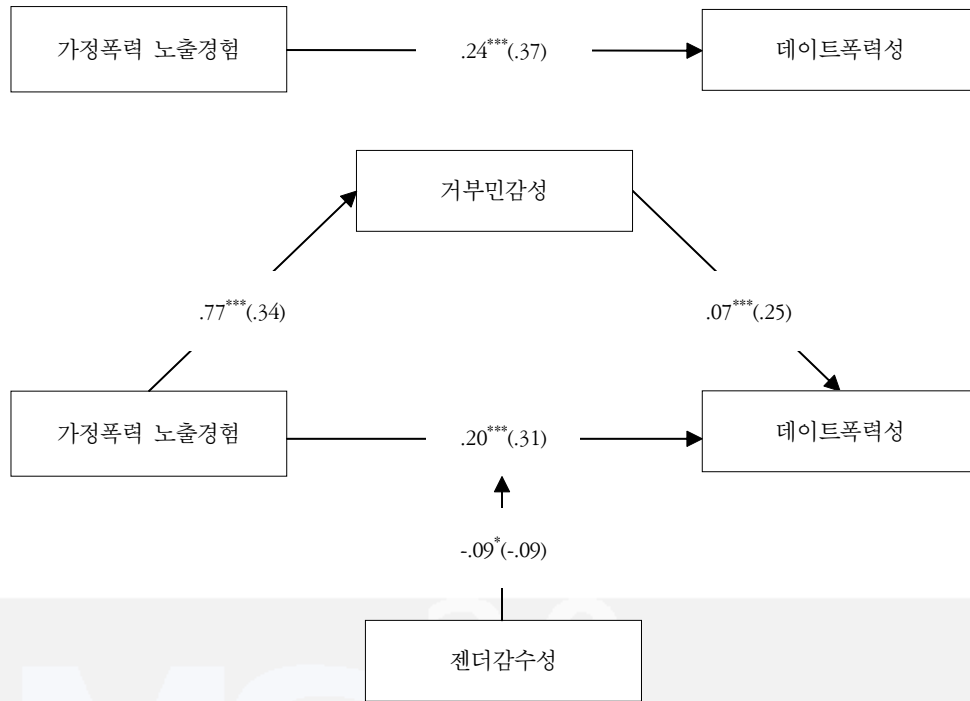 가정폭력 노출경험
.24***(.37)
데이트폭력성
거부민감성
.77***(.34)
.07***(.25)
가정폭력 노출경험
.20***(.31)
데이트폭력성
-.09*(-.09)
젠더감수성